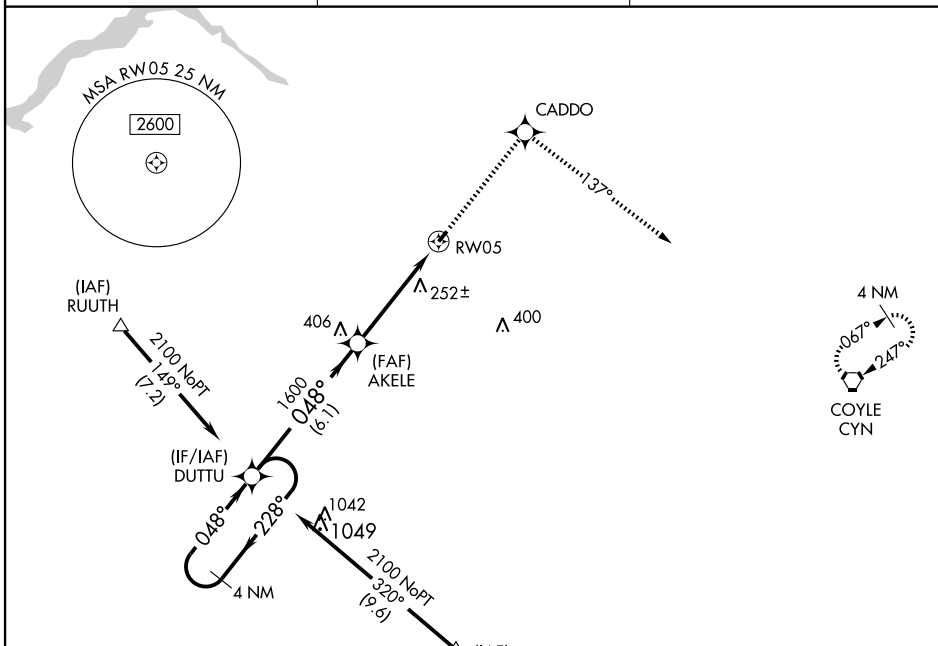 MSA RW05 25 NM
2600
CADDO
137°
RW05
252±
(IAF)
RUUTH
406
400
4 NM
067°
247°
(FAF)
AKELE
2100 NoPT
149°
(7.2)
1600
048°
(6.1)
COYLE
CYN
(IF/IAF)
DUTTU
048°
228°
1042
1049
4 NM
2100 NoPT
320°
(9.6)